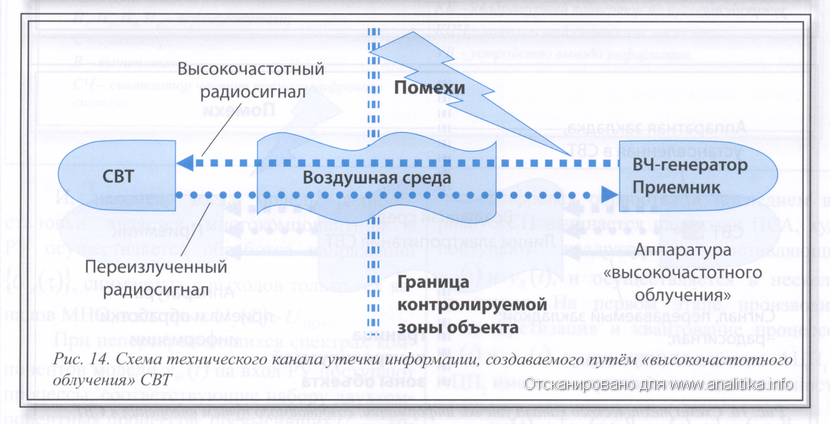 Высокочастотный
радиосигнал
Помехи
СВТ
Воздушная среда
ВЧ-генератор
Приемник
Переизлученный
радиосигнал
Граница
контролируемой
зоны объекта
Аппаратура
«высокочастотного
облучения»
Рис. 14. Схема технического канала утечки информации, создаваемого путём «высокочастотного
облучения» СВТ
Отсканировано для www.analitika.info